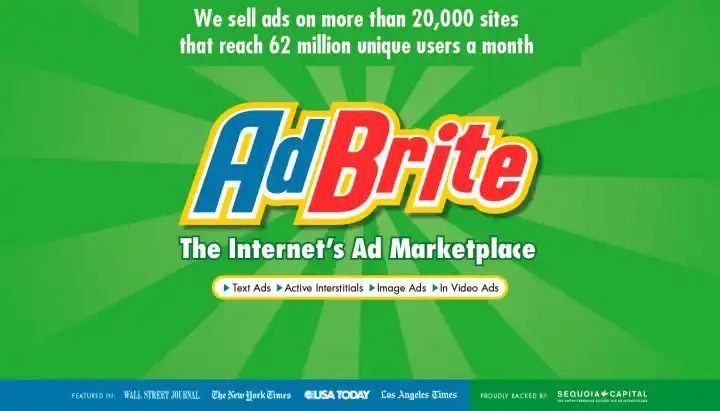 We sell ads on more than 20,000 sites
that reach 62 million unique users a month
AdBrite
The Internet's Ad Marketplace
Text Ads Active Interstitials Image Ads In Video Ads
FEATURED IN: WALL STREET JOURNAL The New York Times USA TODAY Los Angeles Times PROUDLY BACKED BY: SEQUOIA CAPITAL